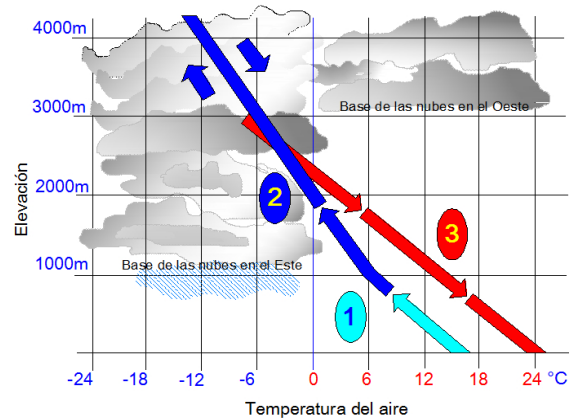 4000m
3000m
2000m
1000m
Elevación
Base de las nubes en el Oeste
2
3
Base de las nubes en el Este
1
-24 -18 -12 -6 0 6 12 18 24 °C
Temperatura del aire